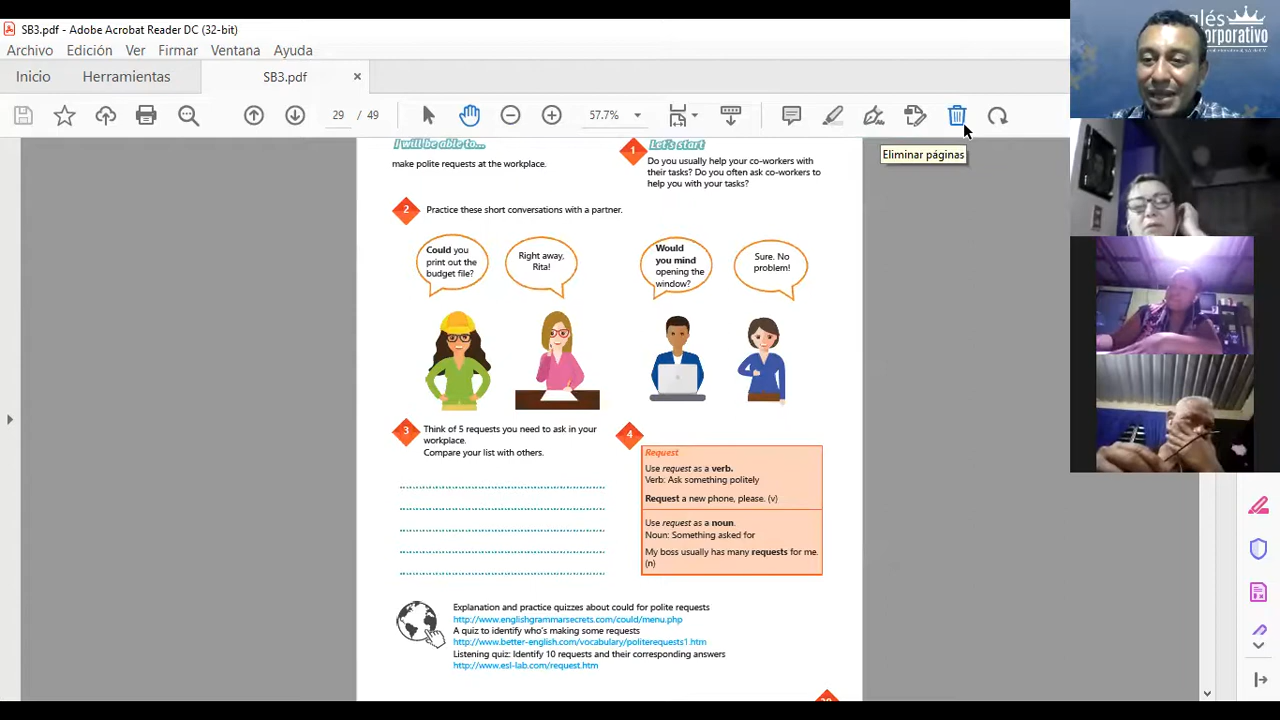 SB3.pdf - Adobe Acrobat Reader DC (32-bit)
Archivo Edición Ver Firmar Ventana Ayuda
Inicio Herramientas SB3.pdf ×
29 / 49 57.7%
Eliminar páginas
glés
orporativo
I will be able to...
make polite requests at the workplace.
1 Let's start
Do you usually help your co-workers with
their tasks? Do you often ask co-workers to
help you with your tasks?
2 Practice these short conversations with a partner.
Could you
print out the
budget file?
Right away,
Rita!
Would
you mind
opening the
window?
Sure. No
problem!
3 Think of 5 requests you need to ask in your
workplace.
Compare your list with others.
4
Request
Use request as a verb.
Verb: Ask something politely
Request a new phone, please. (v)
Use request as a noun.
Noun: Something asked for
My boss usually has many requests for me.
(n)
Explanation and practice quizzes about could for polite requests
http://www.englishgrammarsecrets.com/could/menu.php
A quiz to identify who's making some requests
http://www.better-english.com/vocabulary/politerequests1.htm
Listening quiz: Identify 10 requests and their corresponding answers
http://www.esl-lab.com/request.htm